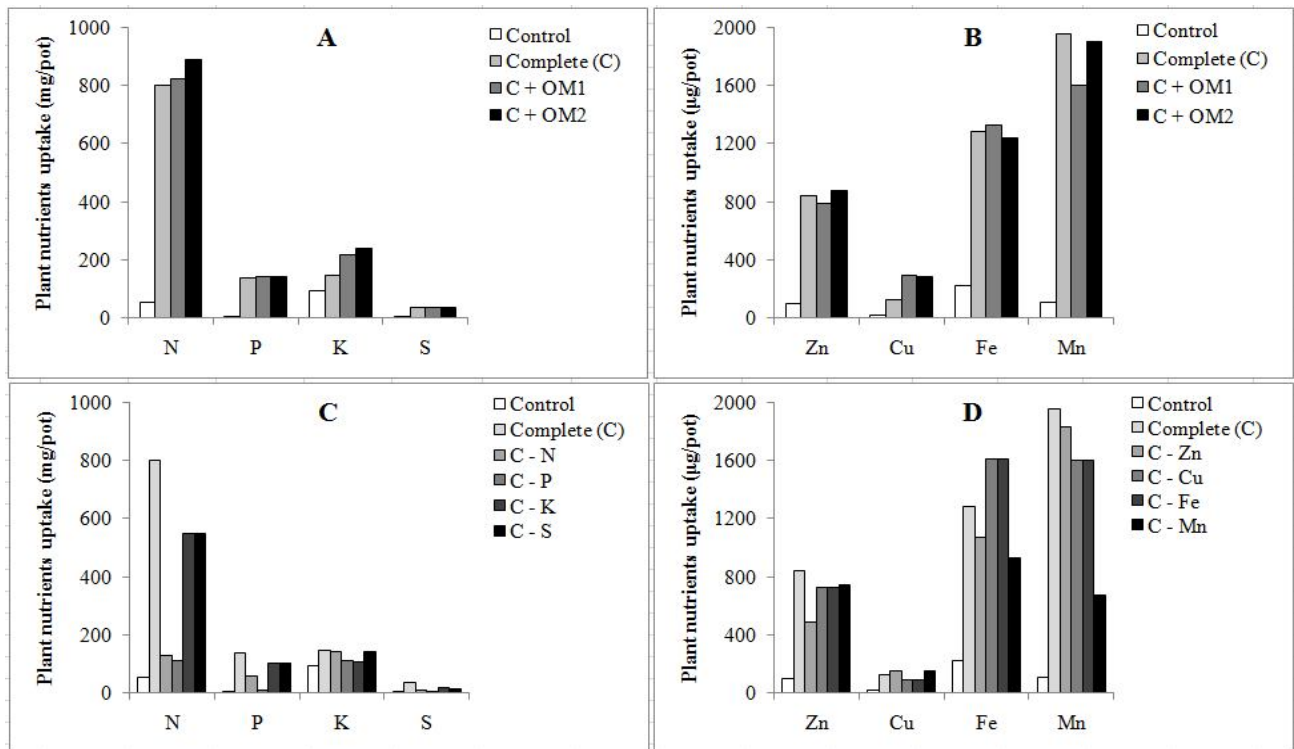 A
Plant nutrients uptake (mg/pot)
1000
800
600
400
200
0
N P K S
Control
Complete (C)
C + OM1
C + OM2
B
Plant nutrients uptake (µg/pot)
2000
1600
1200
800
400
0
Zn Cu Fe Mn
Control
Complete (C)
C + OM1
C + OM2
C
Plant nutrients uptake (mg/pot)
1000
800
600
400
200
0
N P K S
Control
Complete (C)
C - N
C - P
C - K
C - S
D
Plant nutrients uptake (µg/pot)
2000
1600
1200
800
400
0
Zn Cu Fe Mn
Control
Complete (C)
C - Zn
C - Cu
C - Fe
C - Mn